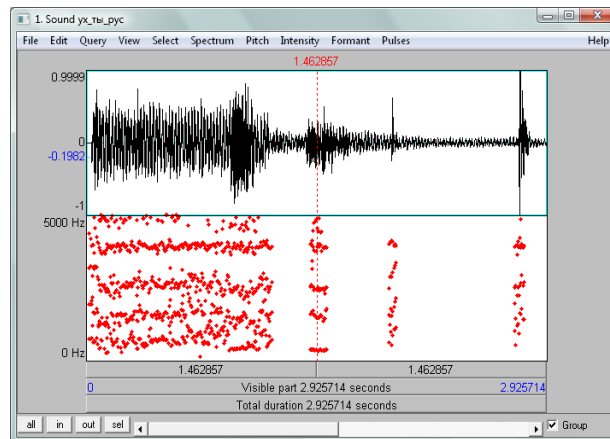 1. Sound ух_ты_рус
File Edit Query View Select Spectrum Pitch Intensity Formant Pulses Help
1.462857
0.9999
0
-0.1982
-1
5000 Hz
0 Hz
1.462857 1.462857
0 Visible part 2.925714 seconds 2.925714
Total duration 2.925714 seconds
all in out sel Group